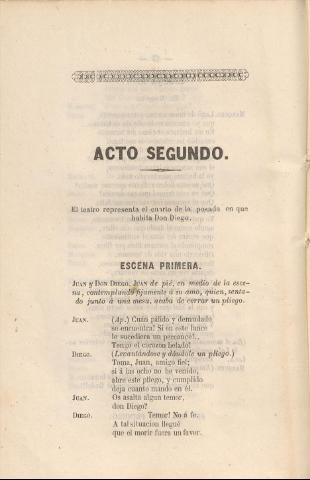 ACTO SEGUNDO.
El teatro representa el cuarto de la posada en que
habita Don Diego.
ESCENA PRIMERA.
JUAN y DON DIEGO. Juan de pié, en medio de la esce-
na, contemplando fijamente á su amo, quien, senta-
do junto á una mesa, acaba de cerrar un pliego.
JUAN. (Ap.) Cuán pálido y demudado
se encuentra! Si en este lance
le sucediera un percance!..
Tengo el corazon helado!
DIEGO. (Levantándose y dándole un pliego.)
Toma, Juan, amigo fiel;
si á las ocho no he venido,
abre este pliego, y cumplido
deja cuanto mando en él.
JUAN. Os asalta algun temor,
don Diego?
DIEGO. Temor! No á fe.
A tal situacion llegué
que el morir fuera un favor.